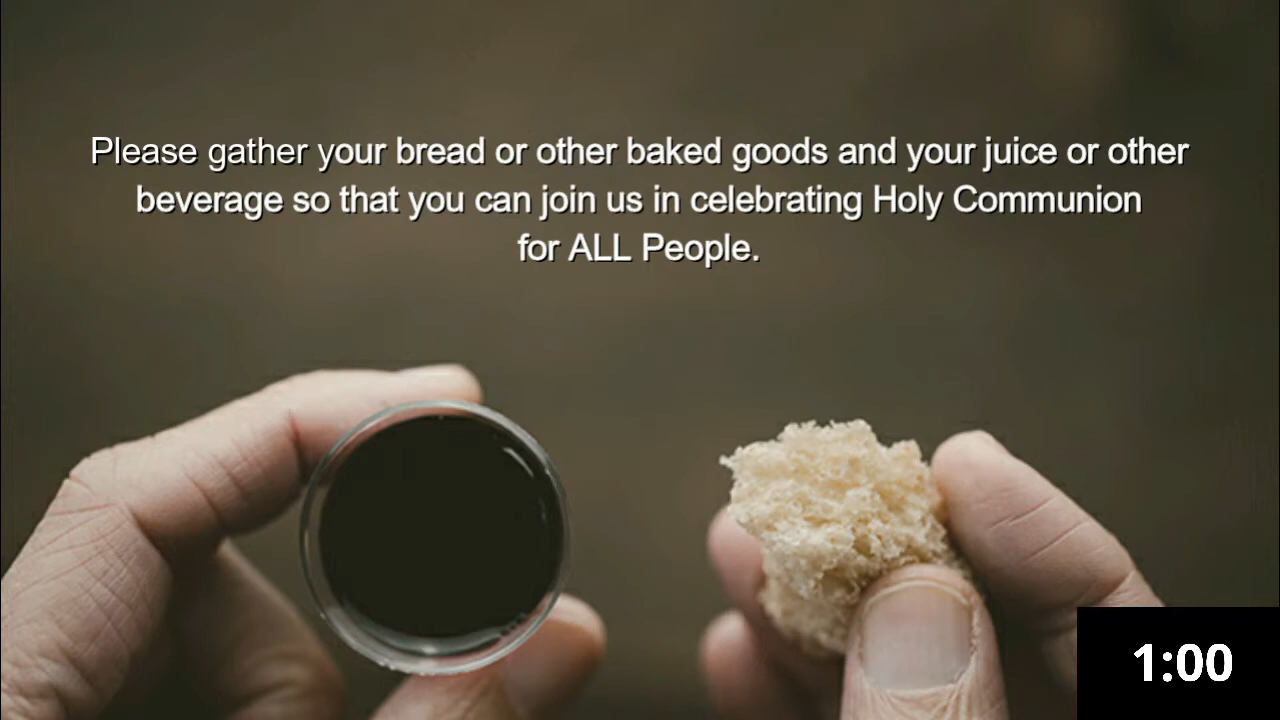 Please gather your bread or other baked goods and your juice or other
beverage so that you can join us in celebrating Holy Communion
for ALL People.
1:00